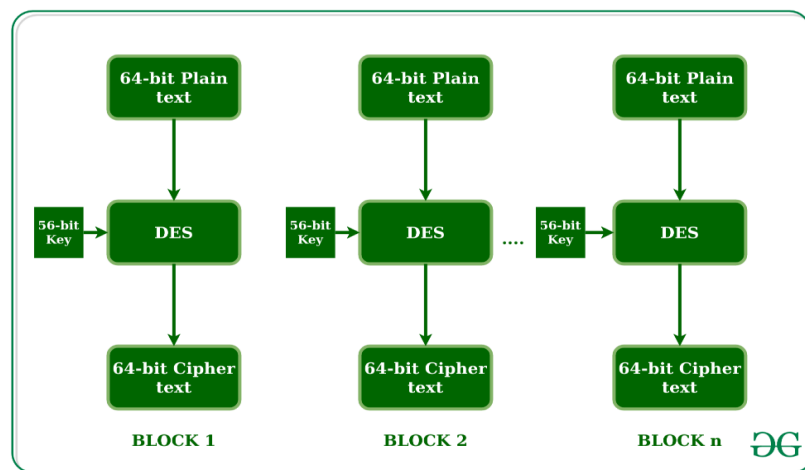 64-bit Plain
text
64-bit Plain
text
64-bit Plain
text
56-bit
Key
DES
56-bit
Key
DES
....
56-bit
Key
DES
64-bit Cipher
text
64-bit Cipher
text
64-bit Cipher
text
BLOCK 1
BLOCK 2
BLOCK n